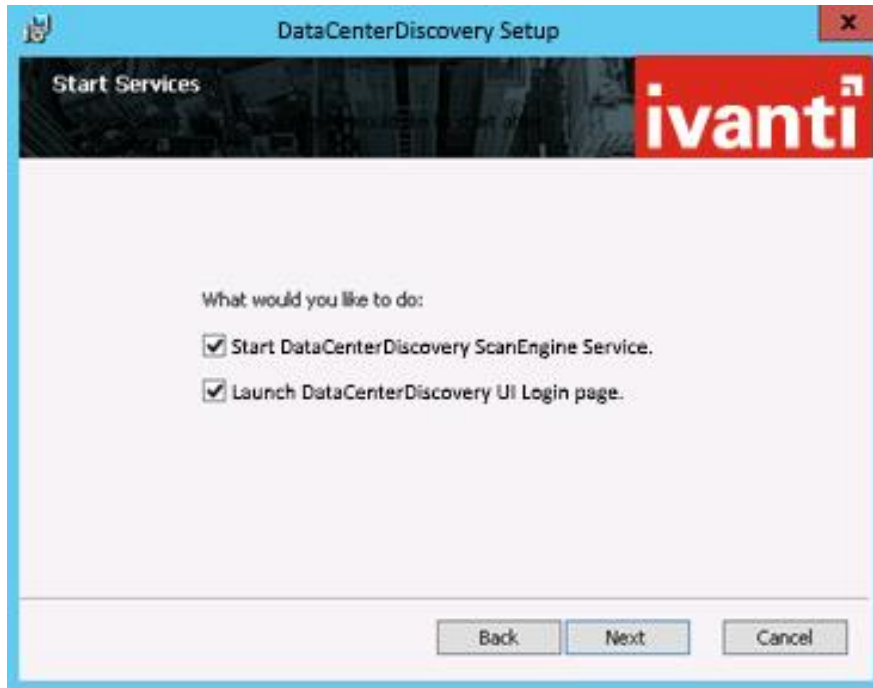 DataCenterDiscovery Setup
x
Start Services
ivanti
What would you like to do:
Start DataCenterDiscovery ScanEngine Service.
Launch DataCenterDiscovery UI Login page.
Back Next Cancel